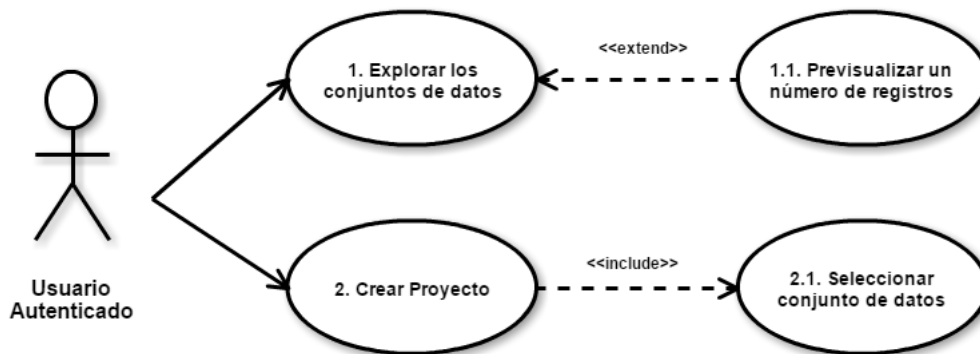 <<extend>>
1. Explorar los
conjuntos de datos
1.1. Previsualizar un
número de registros
Usuario
Autenticado
<<include>>
2. Crear Proyecto
2.1. Seleccionar
conjunto de datos